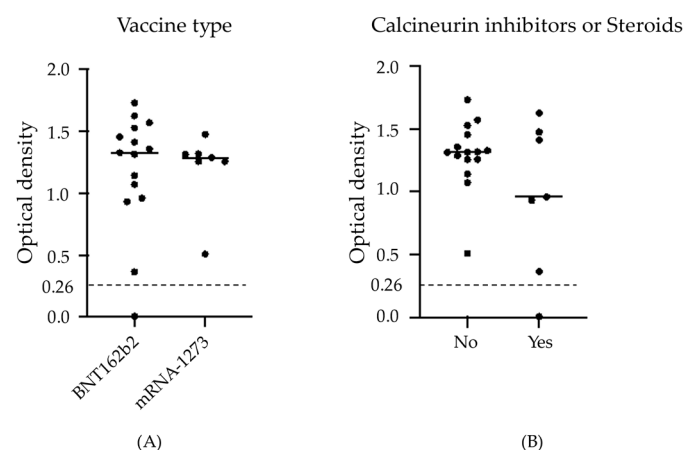 Vaccine type
2.0
1.5
1.0
0.5
0.26
0.0
Optical density
BNT162b2
mRNA-1273
(A)
Calcineurin inhibitors or Steroids
2.0
1.5
1.0
0.5
0.26
0.0
Optical density
No
Yes
(B)